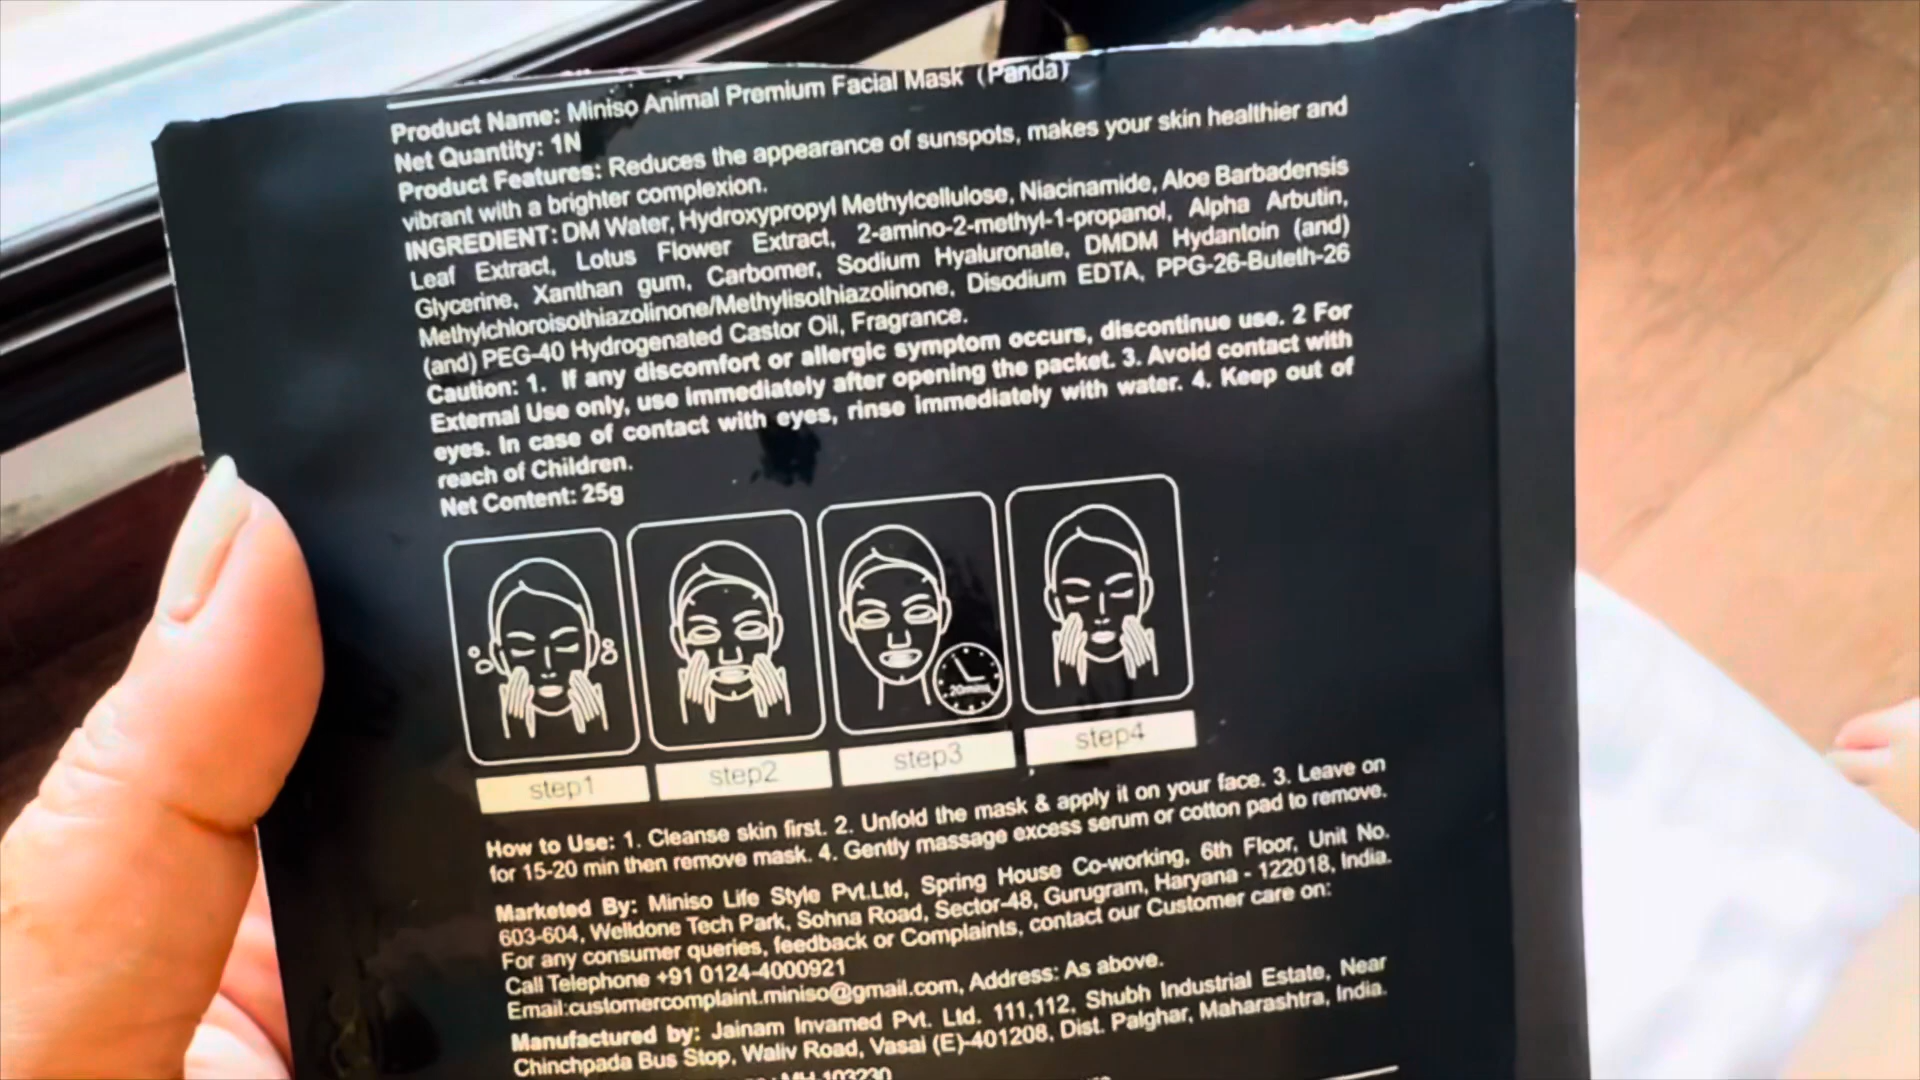 Product Name: Miniso Animal Premium Facial Mask (Panda)
Net Quantity: 1N
Product Features: Reduces the appearance of sunspots, makes your skin healthier and
vibrant with a brighter complexion.
INGREDIENT: DM Water, Hydroxypropyl Methylcellulose, Niacinamide, Aloe Barbadensis
Leaf Extract, Lotus Flower Extract, 2-amino-2-methyl-1-propanol, Alpha Arbutin,
Glycerine, Xanthan gum, Carbomer, Sodium Hyaluronate, DMDM Hydantoin (and)
Methylchloroisothiazolinone/Methylisothiazolinone, Disodium EDTA, PPG-26-Buteth-26
(and) PEG-40 Hydrogenated Castor Oil, Fragrance.
Caution: 1. If any discomfort or allergic symptom occurs, discontinue use. 2 For
External Use only, use immediately after opening the packet. 3. Avoid contact with
eyes. In case of contact with eyes, rinse immediately with water. 4. Keep out of
reach of Children.
Net Content: 25g
20mins
step1 step2 step3 step4
How to Use: 1. Cleanse skin first. 2. Unfold the mask & apply it on your face. 3. Leave on
for 15-20 min then remove mask. 4. Gently massage excess serum or cotton pad to remove.
Marketed By: Miniso Life Style Pvt.Ltd, Spring House Co-working, 6th Floor, Unit No.
603-604, Welldone Tech Park, Sohna Road, Sector-48, Gurugram, Haryana - 122018, India.
For any consumer queries, feedback or Complaints, contact our Customer care on:
Call Telephone +91 0124-4000921
Email:customercomplaint.miniso@gmail.com, Address: As above.
Manufactured by: Jainam Invamed Pvt. Ltd. 111,112, Shubh Industrial Estate, Near
Chinchpada Bus Stop, Waliv Road, Vasai (E)-401208, Dist. Palghar, Maharashtra, India.
MH-103230